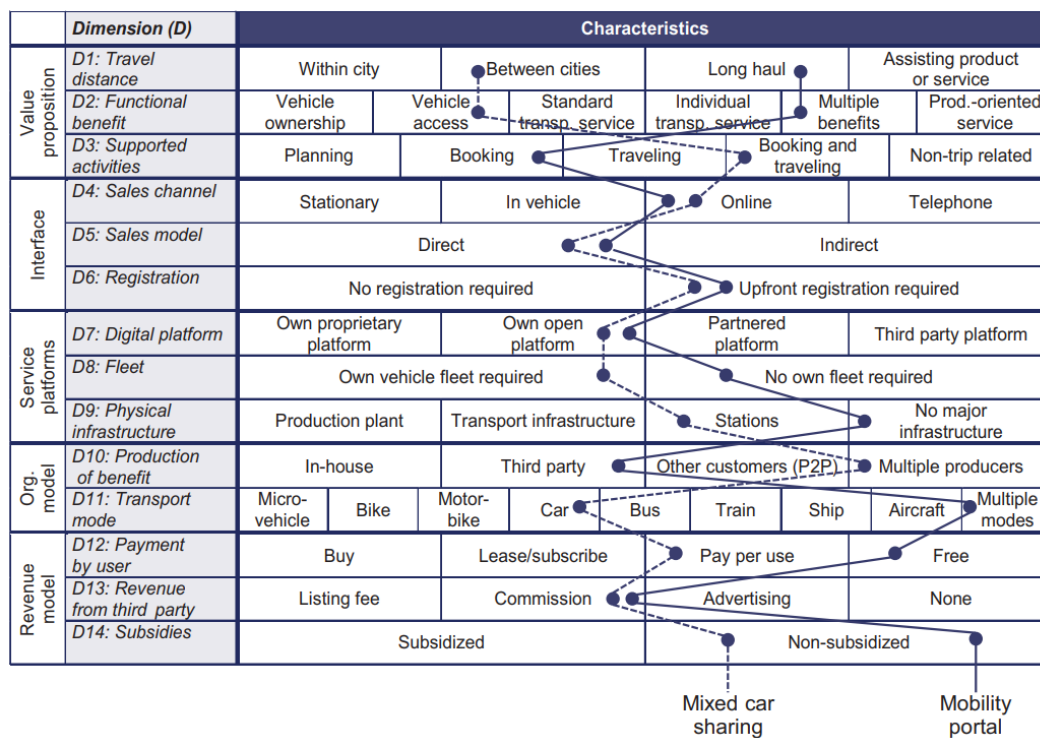 Dimension (D)
Characteristics
Value
proposition
D1: Travel
distance
Within city
Between cities
Long haul
Assisting product
or service
D2: Functional
benefit
Vehicle
ownership
Vehicle
access
Standard
transp. service
Individual
transp. service
Multiple
benefits
Prod.-oriented
service
D3: Supported
activities
Planning
Booking
Traveling
Booking and
traveling
Non-trip related
Interface
D4: Sales channel
Stationary
In vehicle
Online
Telephone
D5: Sales model
Direct
Indirect
D6: Registration
No registration required
Upfront registration required
Service
platforms
D7: Digital platform
Own proprietary
platform
Own open
platform
Partnered
platform
Third party platform
D8: Fleet
Own vehicle fleet required
No own fleet required
D9: Physical
infrastructure
Production plant
Transport infrastructure
Stations
No major
infrastructure
Org.
model
D10: Production
of benefit
In-house
Third party
Other customers (P2P)
Multiple producers
D11: Transport
mode
Micro-
vehicle
Bike
Motor-
bike
Car
Bus
Train
Ship
Aircraft
Multiple
modes
Revenue
model
D12: Payment
by user
Buy
Lease/subscribe
Pay per use
Free
D13: Revenue
from third party
Listing fee
Commission
Advertising
None
D14: Subsidies
Subsidized
Non-subsidized
Mixed car
sharing
Mobility
portal